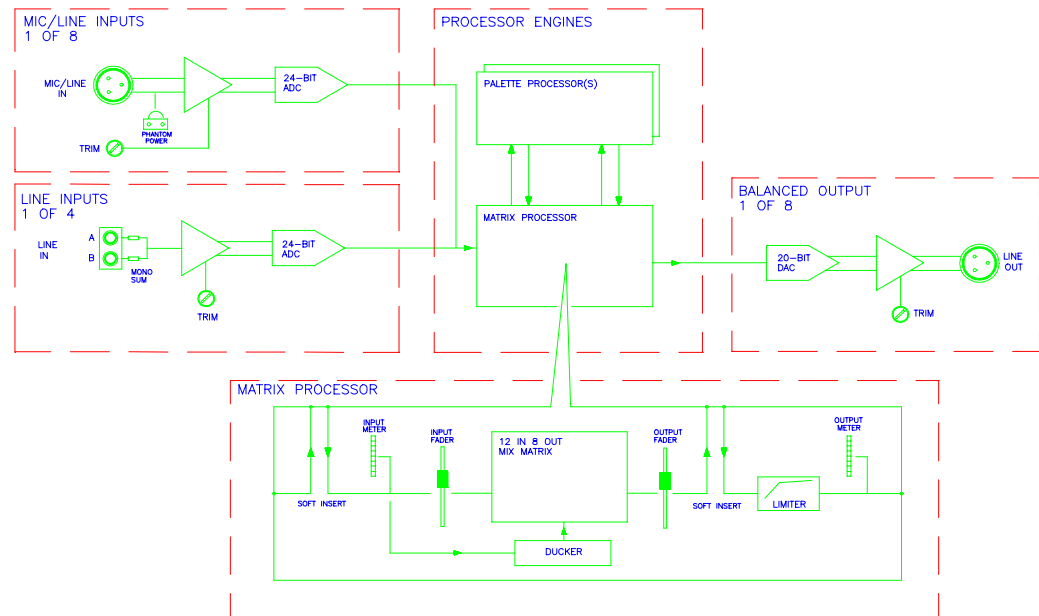 MIC/LINE INPUTS
1 OF 8
MIC/LINE
IN
PHANTOM
POWER
TRIM
24-BIT
ADC
LINE INPUTS
1 OF 4
LINE
IN
A
B
MONO
SUM
TRIM
24-BIT
ADC
PROCESSOR ENGINES
PALETTE PROCESSOR(S)
MATRIX PROCESSOR
BALANCED OUTPUT
1 OF 8
20-BIT
DAC
LINE
OUT
TRIM
MATRIX PROCESSOR
SOFT INSERT
INPUT
METER
INPUT
FADER
12 IN 8 OUT
MIX MATRIX
DUCKER
OUTPUT
FADER
SOFT INSERT
LIMITER
OUTPUT
METER